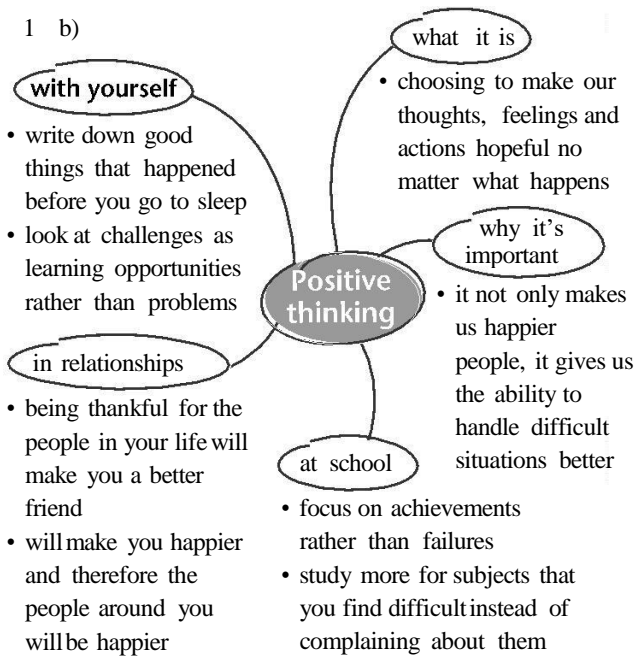 1 b)
what it is
• choosing to make our
thoughts, feelings and
actions hopeful no
matter what happens
with yourself
• write down good
things that happened
before you go to sleep
• look at challenges as
learning opportunities
rather than problems
Positive
thinking
why it's
important
• it not only makes
us happier
people, it gives us
the ability to
handle difficult
situations better
in relationships
• being thankful for the
people in your life will
make you a better
friend
• will make you happier
and therefore the
people around you
will be happier
at school
• focus on achievements
rather than failures
• study more for subjects that
you find difficult instead of
complaining about them